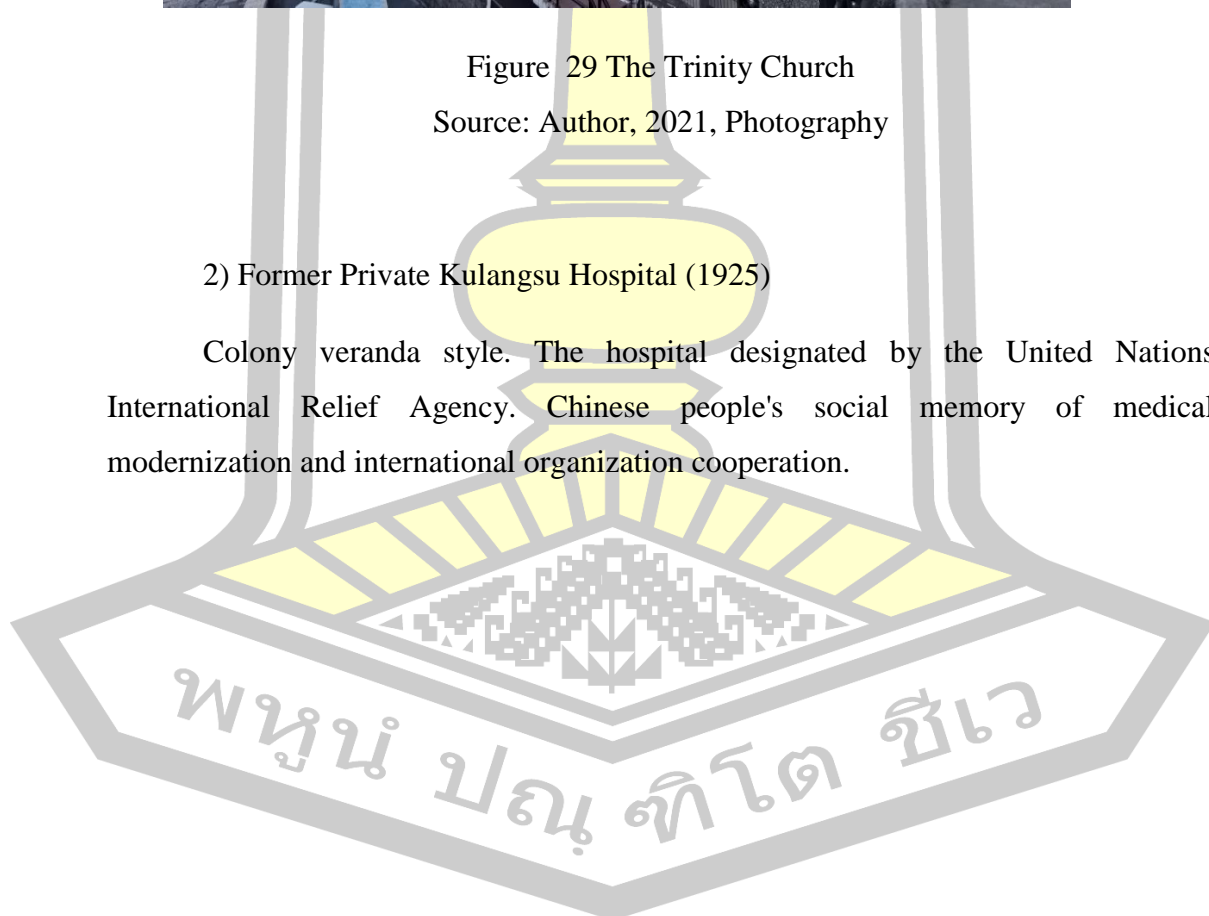 Figure 29 The Trinity Church
Source: Author, 2021, Photography
2) Former Private Kulangsu Hospital (1925)
Colony veranda style. The hospital designated by the United Nations
International Relief Agency. Chinese people's social memory of medical
modernization and international organization cooperation.
พหูนํ ปณฺฑิโต ชีเว